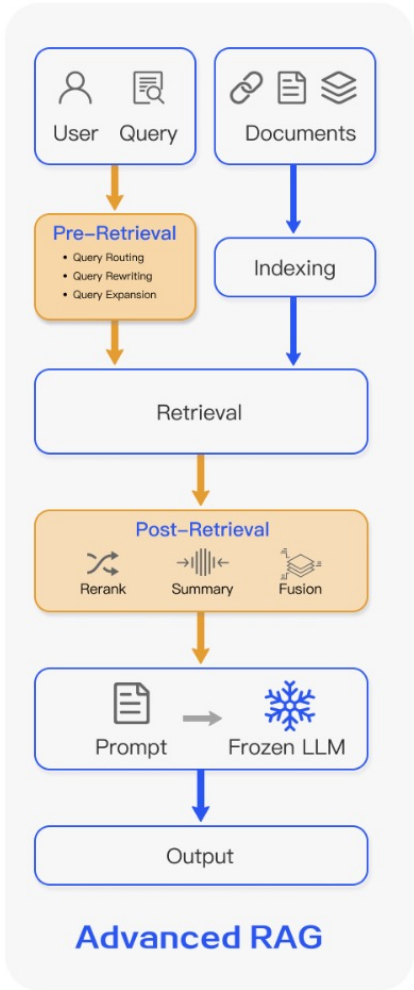 User Query
Documents
Pre-Retrieval
• Query Routing
• Query Rewriting
• Query Expansion
Indexing
Retrieval
Post-Retrieval
Rerank Summary Fusion
Prompt Frozen LLM
Output
Advanced RAG